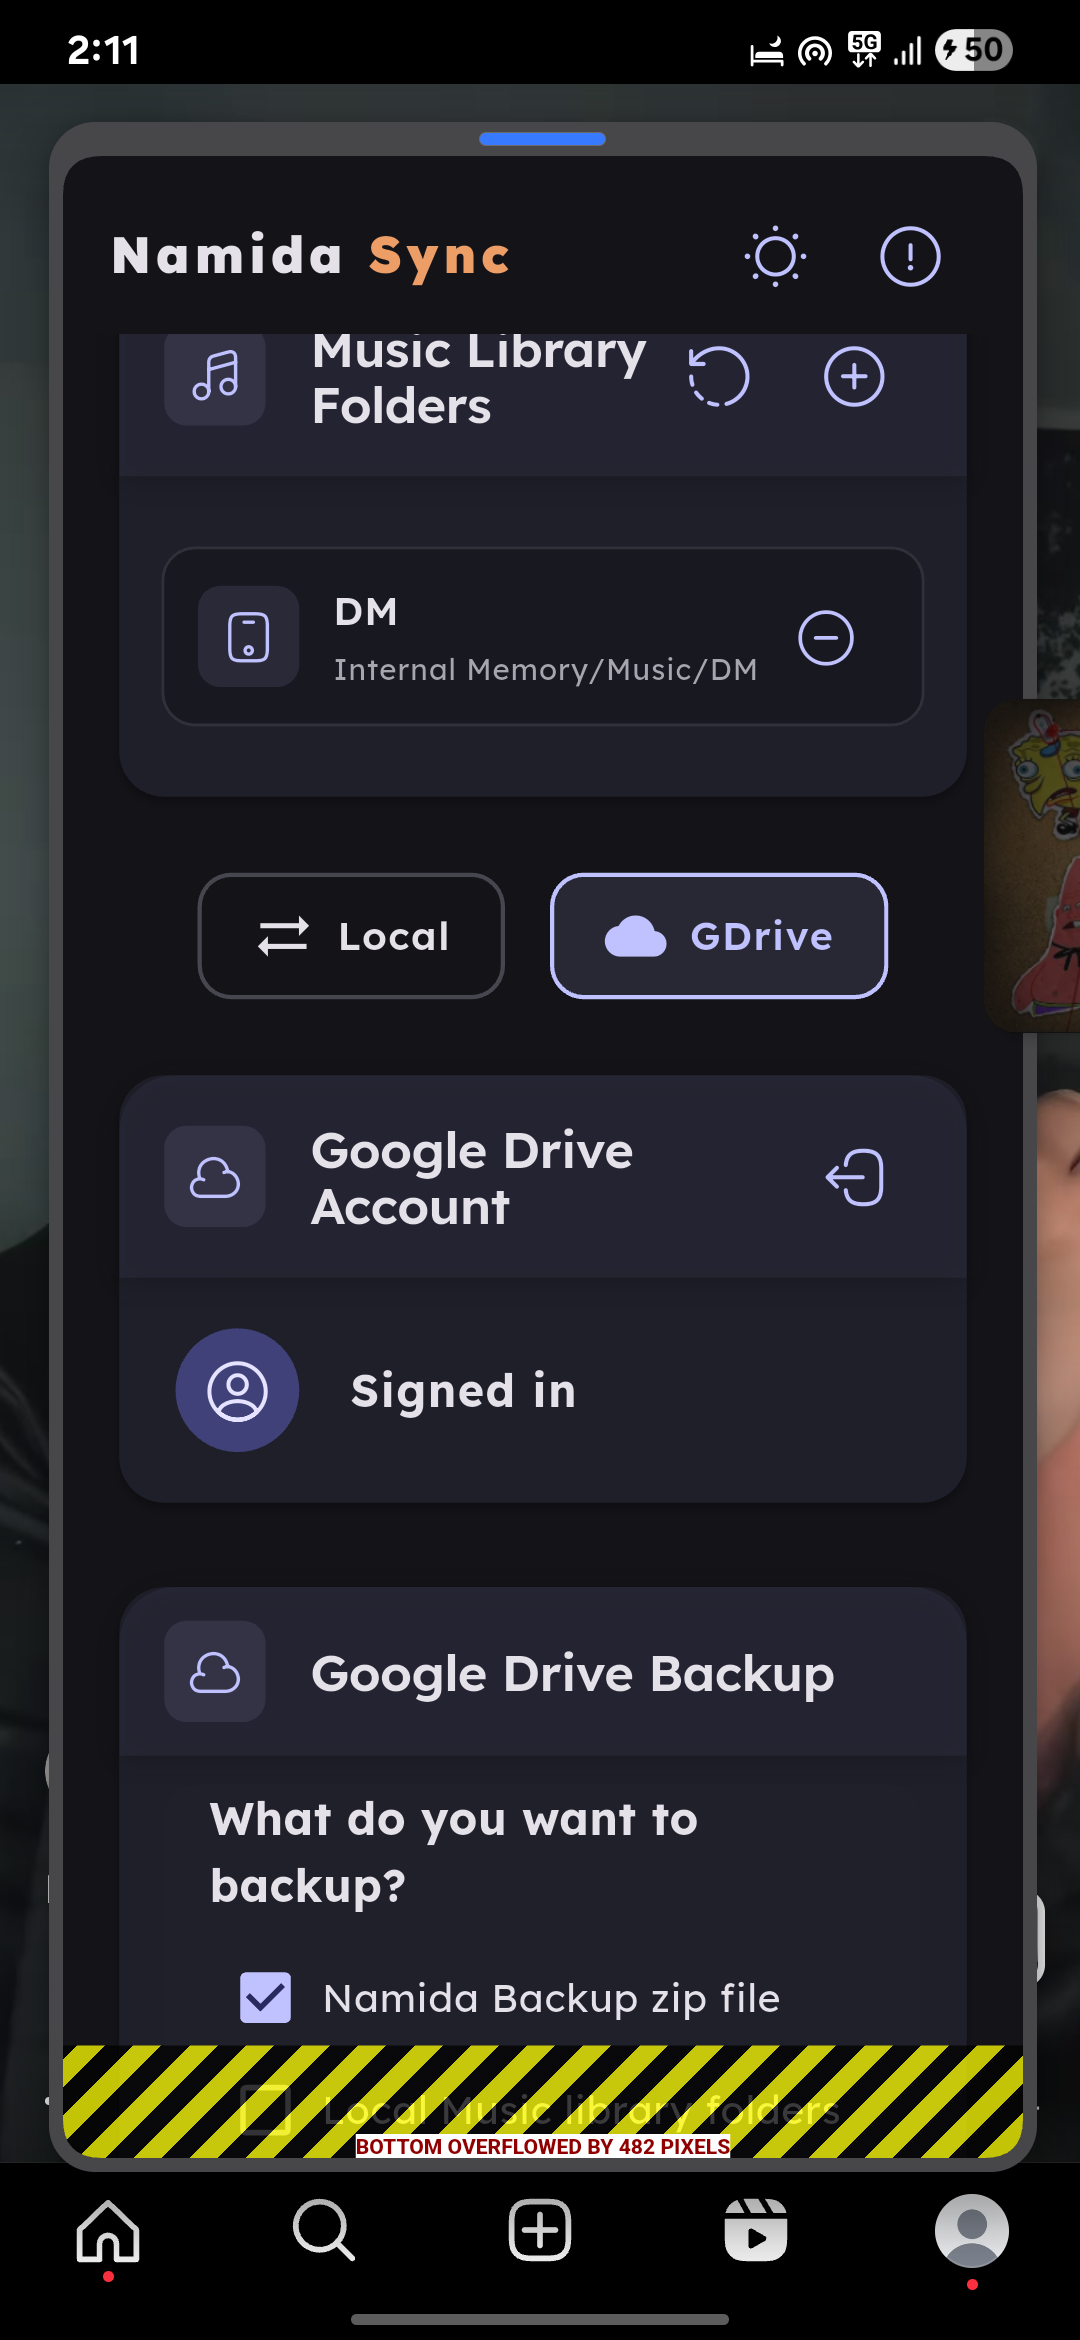 2:11
5G
50
Namida Sync
Music Library
Folders
DM
Internal Memory/Music/DM
Local
GDrive
Google Drive
Account
Signed in
Google Drive Backup
What do you want to
backup?
Namida Backup zip file
Local Music library folders
BOTTOM OVERFLOWED BY 482 PIXELS